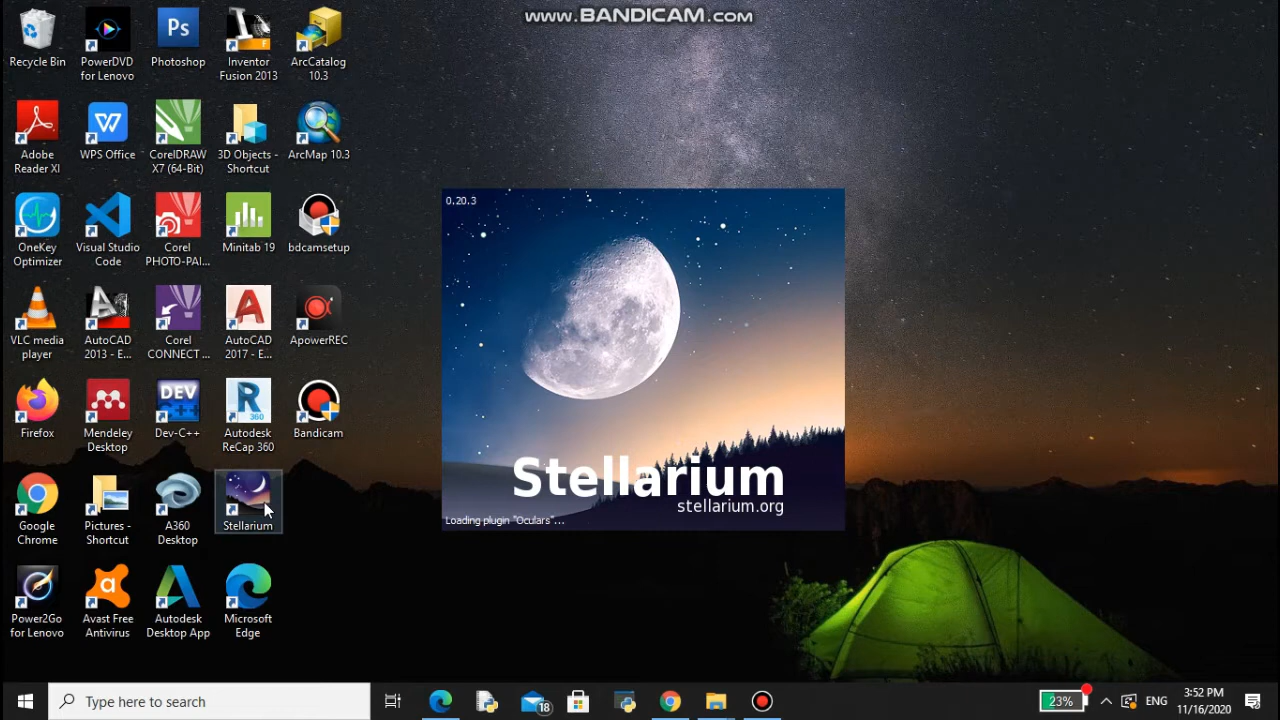 www.BANDICAM.com
Recycle Bin
PowerDVD
for Lenovo
Ps
Photoshop
Inventor
Fusion 2013
ArcCatalog
10.3
Adobe
Reader XI
WPS Office
CorelDRAW
X7 (64-Bit)
3D Objects -
Shortcut
ArcMap 10.3
OneKey
Optimizer
Visual Studio
Code
Corel
PHOTO-PAI...
Minitab 19
bdcamsetup
VLC media
player
AutoCAD
2013 - E...
Corel
CONNECT ...
AutoCAD
2017 - E...
ApowerREC
Firefox
Mendeley
Desktop
DEV
C++
Dev-C++
R
360
Autodesk
ReCap 360
Bandicam
Google
Chrome
Pictures -
Shortcut
A360
Desktop
Stellarium
Power2Go
for Lenovo
Avast Free
Antivirus
Autodesk
Desktop App
Microsoft
Edge
0.20.3
Stellarium
stellarium.org
Loading plugin "Oculars"...
Type here to search
18
23%
ENG
3:52 PM
11/16/2020